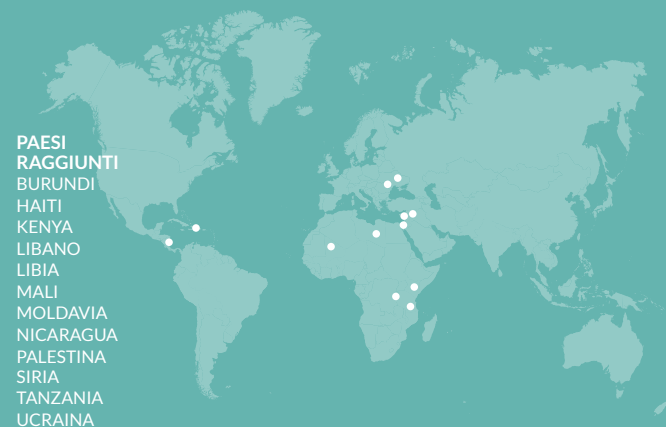 PAESI
RAGGIUNTI
BURUNDI
HAITI
KENYA
LIBANO
LIBIA
MALI
MOLDAVIA
NICARAGUA
PALESTINA
SIRIA
TANZANIA
UCRAINA